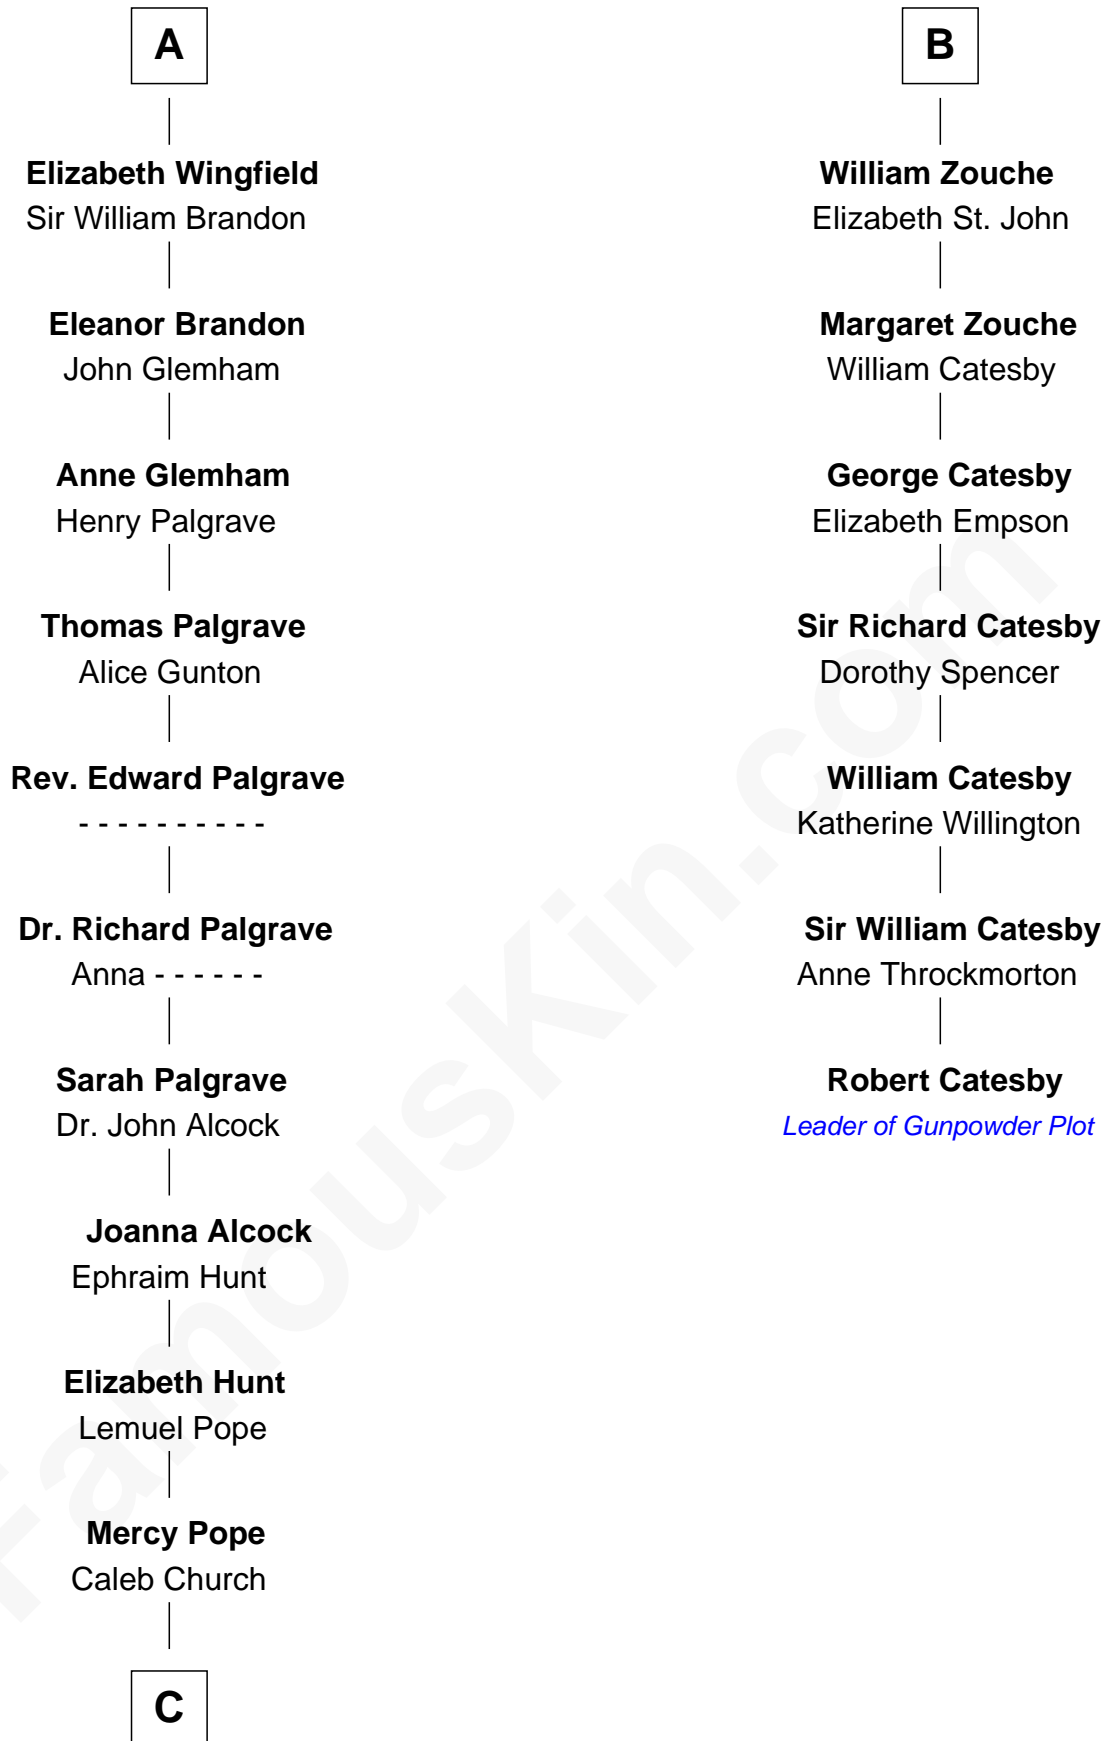 A
Elizabeth Wingfield
Sir William Brandon
Eleanor Brandon
John Glemham
Anne Glemham
Henry Palgrave
Thomas Palgrave
Alice Gunton
Rev. Edward Palgrave
- - - - - - - - - -
Dr. Richard Palgrave
Anna - - - - - -
Sarah Palgrave
Dr. John Alcock
Joanna Alcock
Ephraim Hunt
Elizabeth Hunt
Lemuel Pope
Mercy Pope
Caleb Church
C
B
William Zouche
Elizabeth St. John
Margaret Zouche
William Catesby
George Catesby
Elizabeth Empson
Sir Richard Catesby
Dorothy Spencer
William Catesby
Katherine Willington
Sir William Catesby
Anne Throckmorton
Robert Catesby
Leader of Gunpowder Plot
FamousKin.com